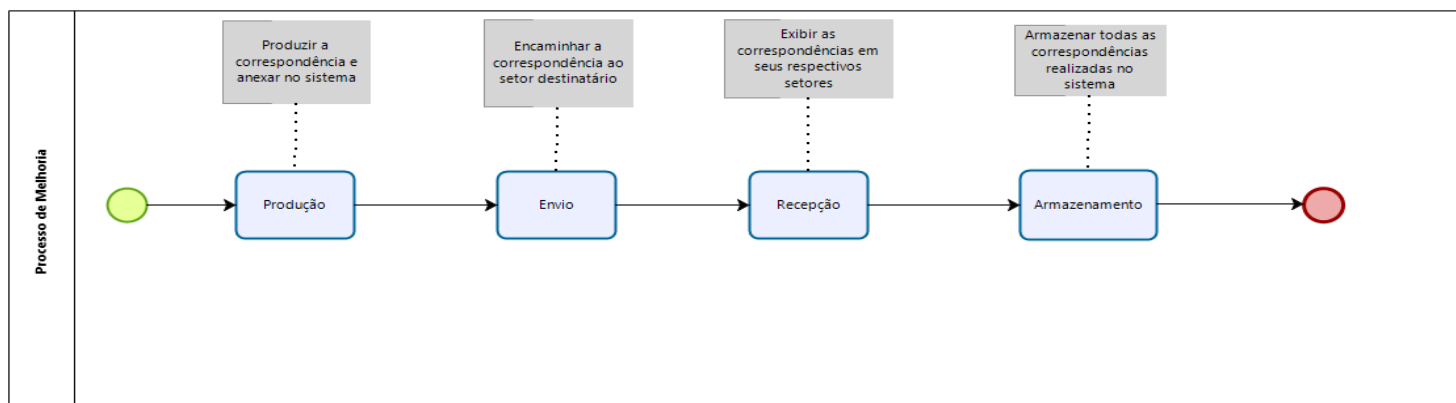 Processo de Melhoria
Produzir a
correspondência e
anexar no sistema
Encaminhar a
correspondência ao
setor destinatário
Exibir as
correspondências em
seus respectivos
setores
Armazenar todas as
correspondências
realizadas no
sistema
Produção
Envio
Recepção
Armazenamento